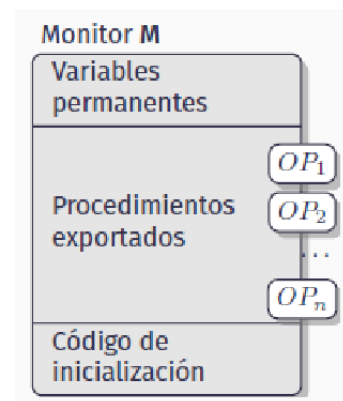 Monitor M
Variables
permanentes
OP₁
Procedimientos
exportados
OP₂
...
OPₙ
Código de
inicialización